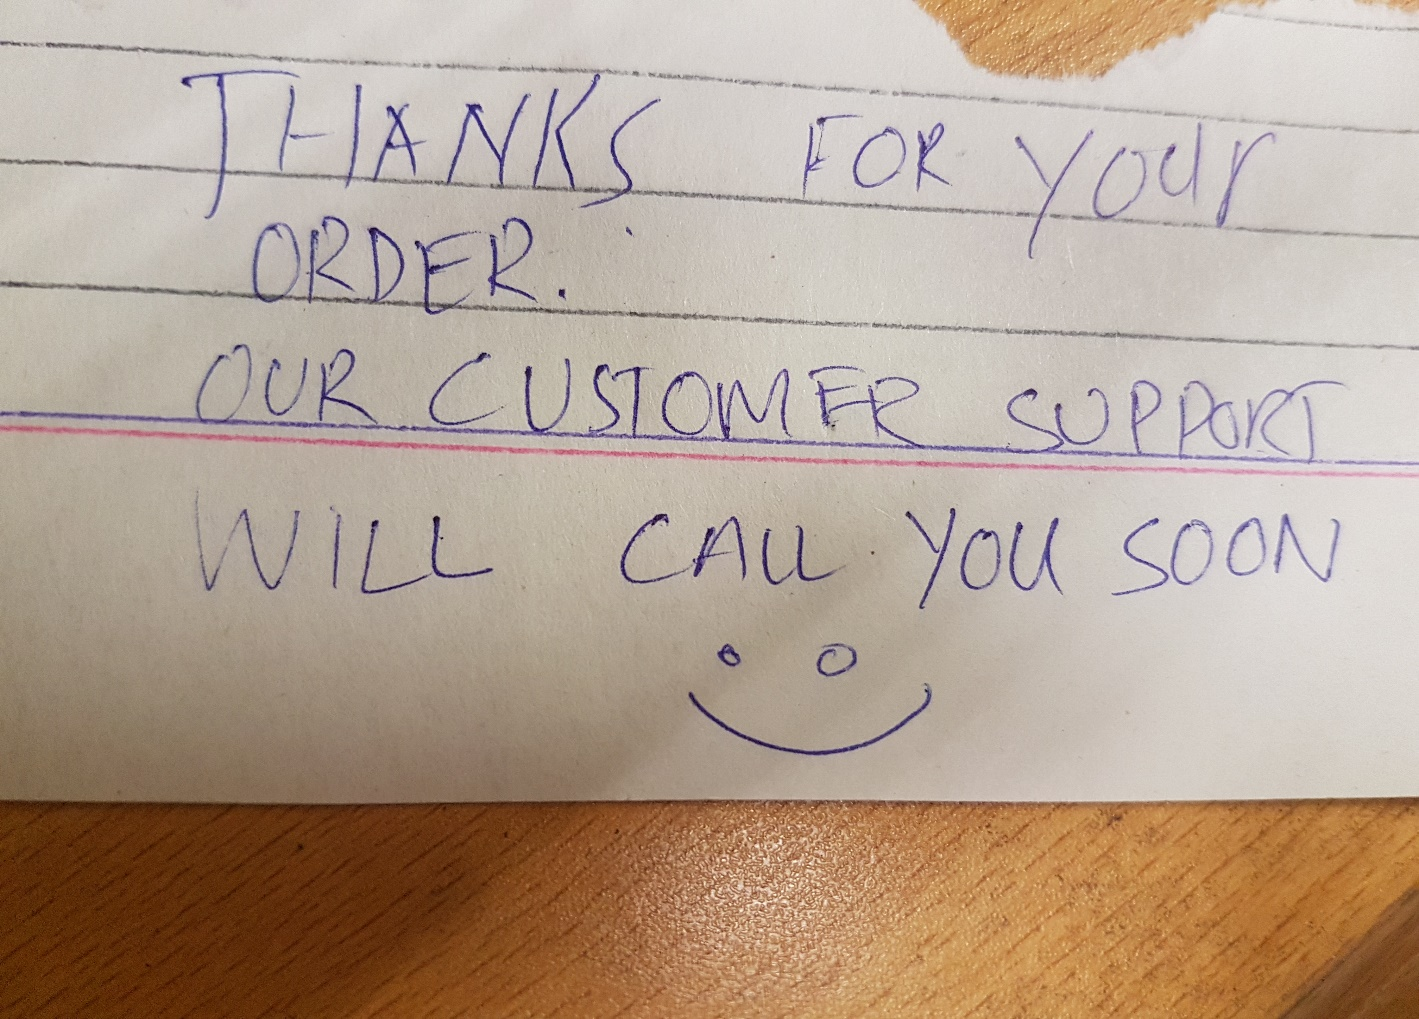 THANKS FOR YOUr
ORDER.
OUR CUSTOMER SUPPORT
WILL CALL YOU SOON